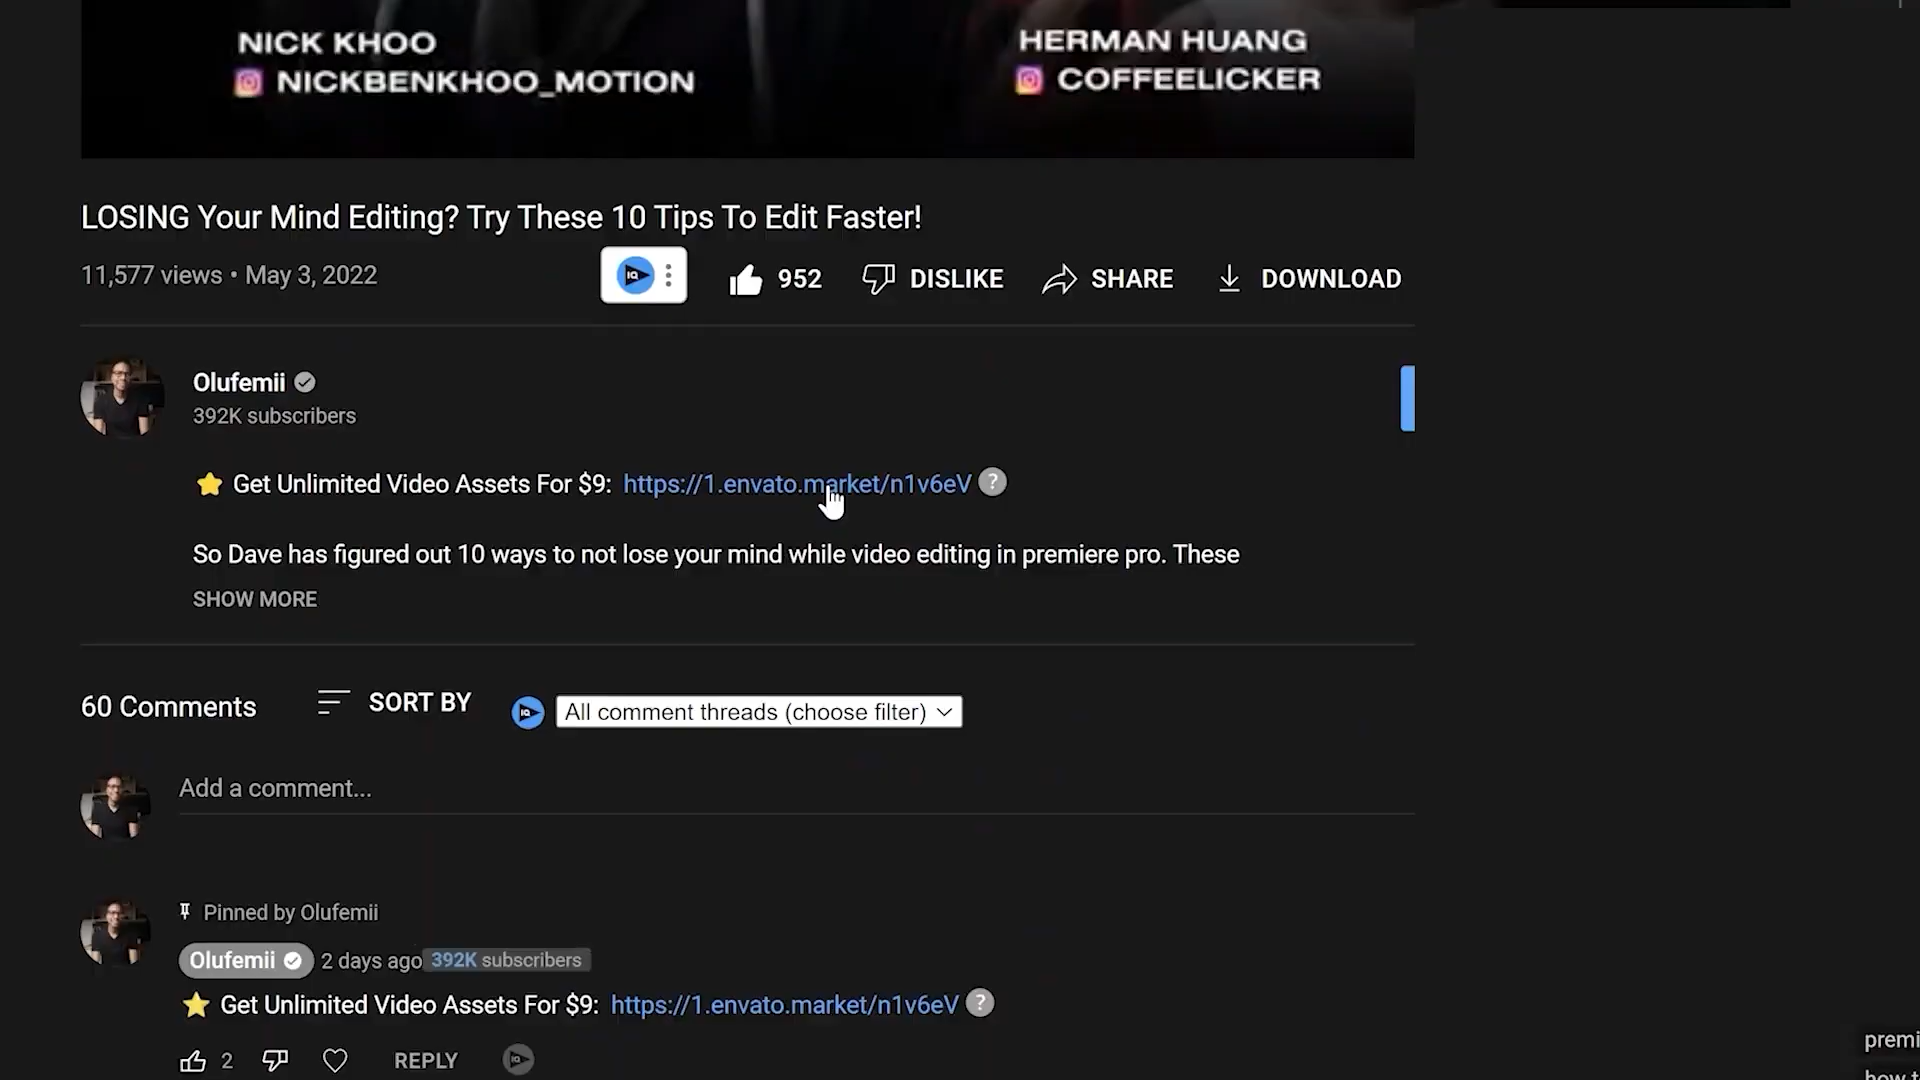 NICK KHOO
NICKBENKHOO_MOTION
HERMAN HUANG
COFFEELICKER
LOSING Your Mind Editing? Try These 10 Tips To Edit Faster!
11,577 views • May 3, 2022
IQ
952
DISLIKE
SHARE
DOWNLOAD
Olufemii
392K subscribers
Get Unlimited Video Assets For $9: https://1.envato.market/n1v6eV ?
So Dave has figured out 10 ways to not lose your mind while video editing in premiere pro. These
SHOW MORE
60 Comments
SORT BY
IQ
All comment threads (choose filter)
Add a comment...
Pinned by Olufemii
Olufemii 2 days ago 392K subscribers
Get Unlimited Video Assets For $9: https://1.envato.market/n1v6eV ?
2
REPLY
IQ
premi